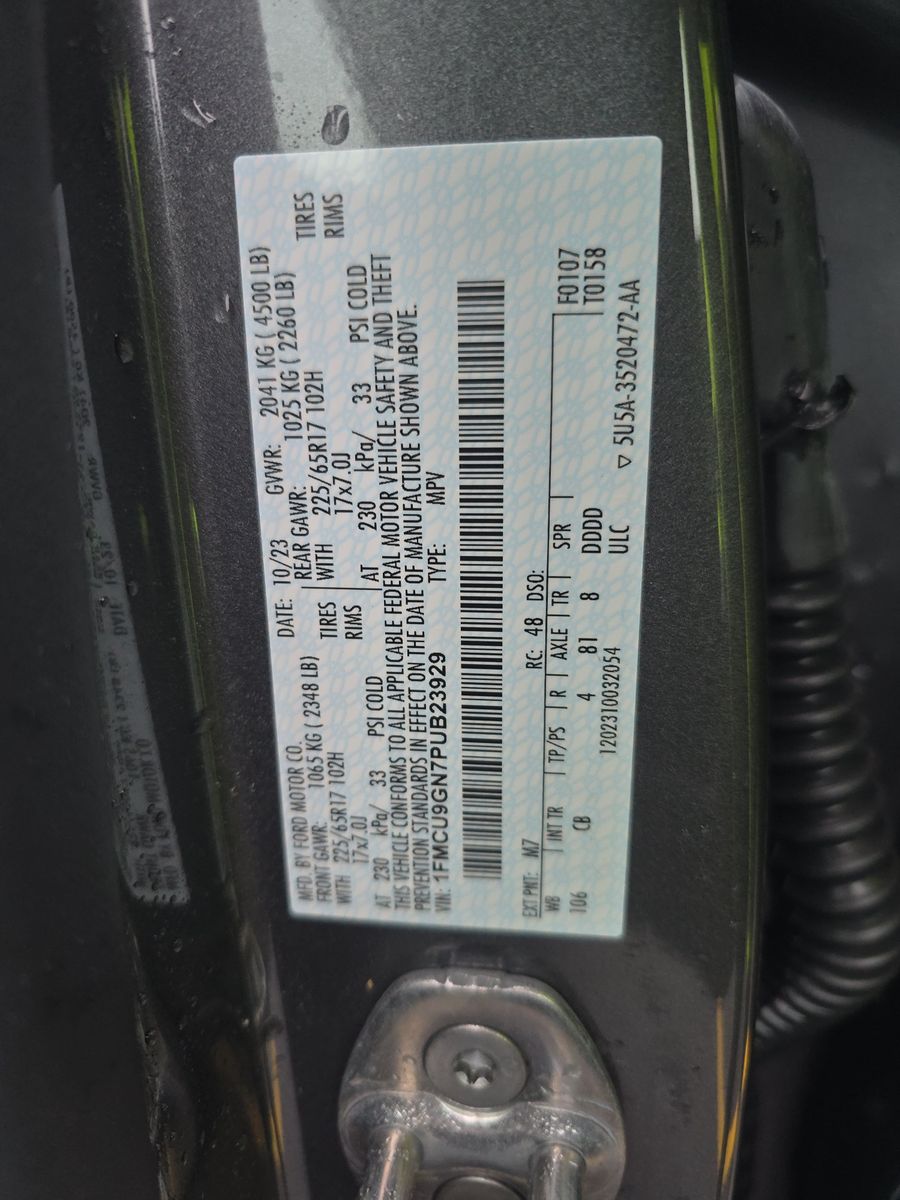 MFD. BY FORD MOTOR CO.
DATE: 10/23 GVWR: 2041 KG ( 4500 LB)
FRONT GAWR: 1065 KG ( 2348 LB) REAR GAWR: 1025 KG ( 2260 LB)
WITH 225/65R17 102H TIRES WITH 225/65R17 102H TIRES
17x7.0J RIMS 17x7.0J RIMS
AT 230 kPa/ 33 PSI COLD AT 230 kPa/ 33 PSI COLD
THIS VEHICLE CONFORMS TO ALL APPLICABLE FEDERAL MOTOR VEHICLE SAFETY AND THEFT
PREVENTION STANDARDS IN EFFECT ON THE DATE OF MANUFACTURE SHOWN ABOVE.
VIN: 1FMCU9GN7PUB23929 TYPE: MPV
EXT PNT: M7 RC: 48 DSO: F0107
WB INT TR TP/PS R AXLE TR SPR T0158
106 CB 4 81 8 DDDD
1202310032054 ULC ▽ 5U5A-3520472-AA